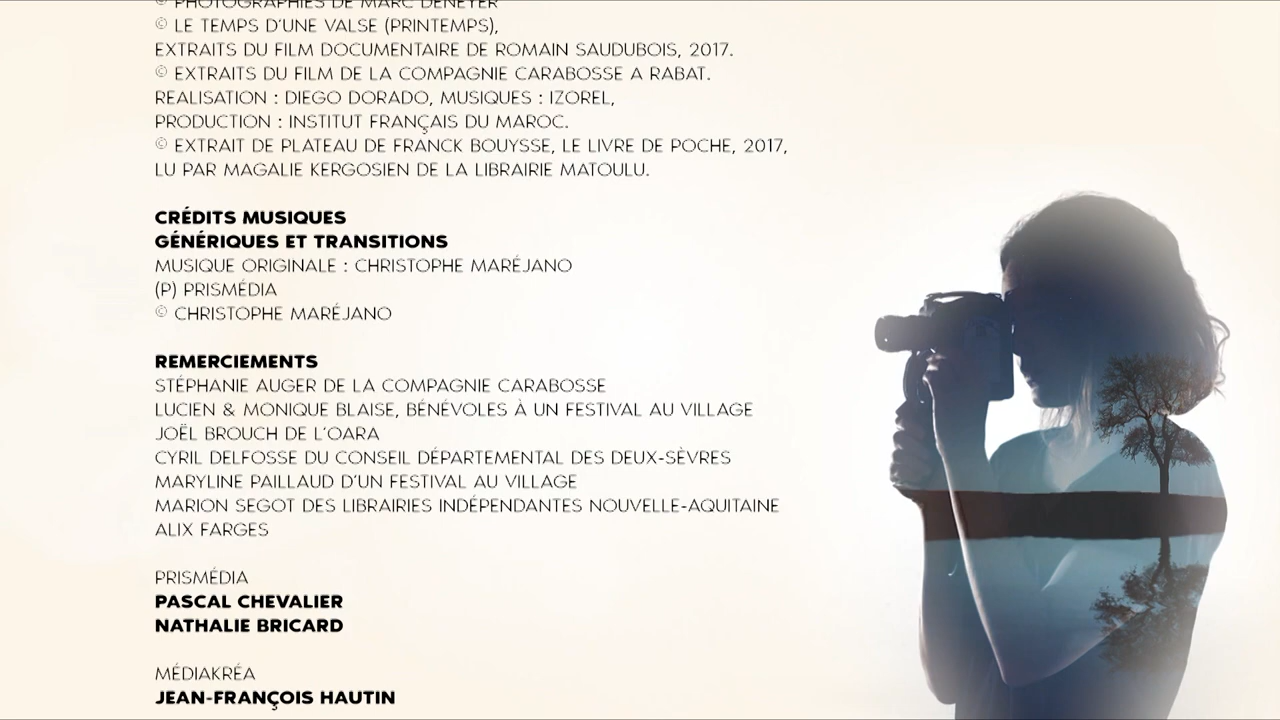 © PHOTOGRAPHIES DE MARC DENEYER
© LE TEMPS D'UNE VALSE (PRINTEMPS),
EXTRAITS DU FILM DOCUMENTAIRE DE ROMAIN SAUDUBOIS, 2017.
© EXTRAITS DU FILM DE LA COMPAGNIE CARABOSSE A RABAT.
REALISATION : DIEGO DORADO, MUSIQUES : IZOREL,
PRODUCTION : INSTITUT FRANÇAIS DU MAROC.
© EXTRAIT DE PLATEAU DE FRANCK BOUYSSE, LE LIVRE DE POCHE, 2017,
LU PAR MAGALIE KERGOSIEN DE LA LIBRAIRIE MATOULU.
CRÉDITS MUSIQUES
GÉNÉRIQUES ET TRANSITIONS
MUSIQUE ORIGINALE : CHRISTOPHE MARÉJANO
(P) PRISMÉDIA
© CHRISTOPHE MARÉJANO
REMERCIEMENTS
STÉPHANIE AUGER DE LA COMPAGNIE CARABOSSE
LUCIEN & MONIQUE BLAISE, BÉNÉVOLES À UN FESTIVAL AU VILLAGE
JOËL BROUCH DE L'OARA
CYRIL DELFOSSE DU CONSEIL DÉPARTEMENTAL DES DEUX-SÈVRES
MARYLINE PAILLAUD D'UN FESTIVAL AU VILLAGE
MARION SEGOT DES LIBRAIRIES INDÉPENDANTES NOUVELLE-AQUITAINE
ALIX FARGES
PRISMÉDIA
PASCAL CHEVALIER
NATHALIE BRICARD
MÉDIAKRÉA
JEAN-FRANÇOIS HAUTIN